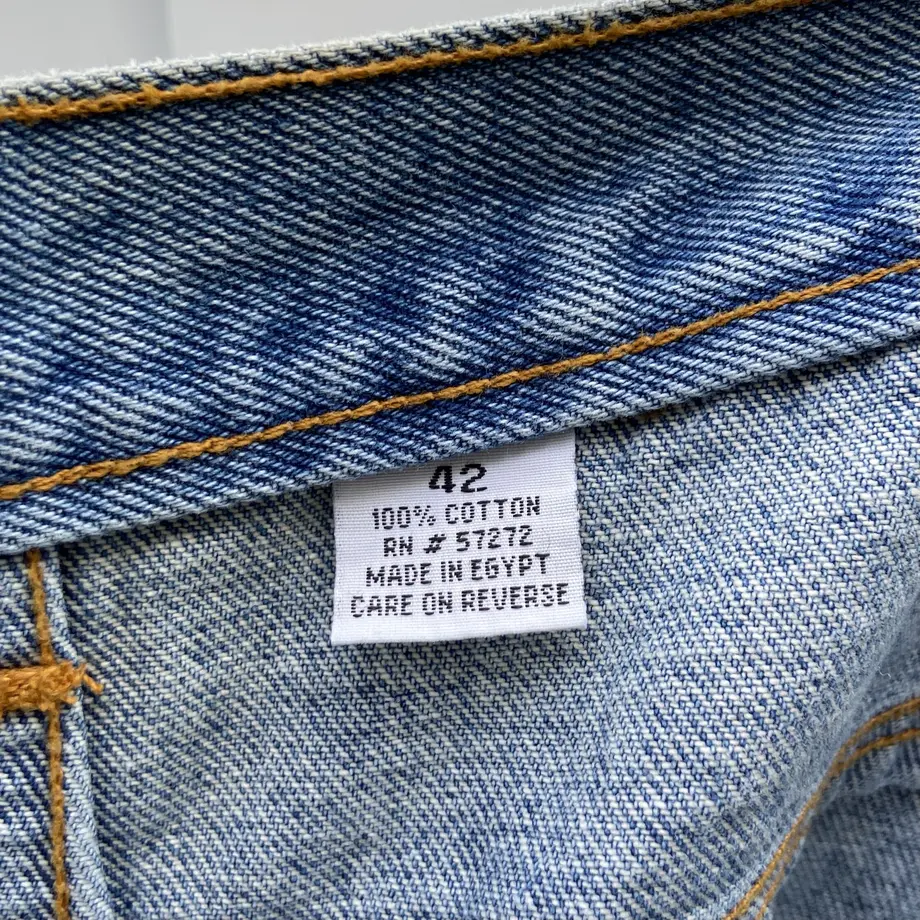 42
100% COTTON
RN # 57272
MADE IN EGYPT
CARE ON REVERSE